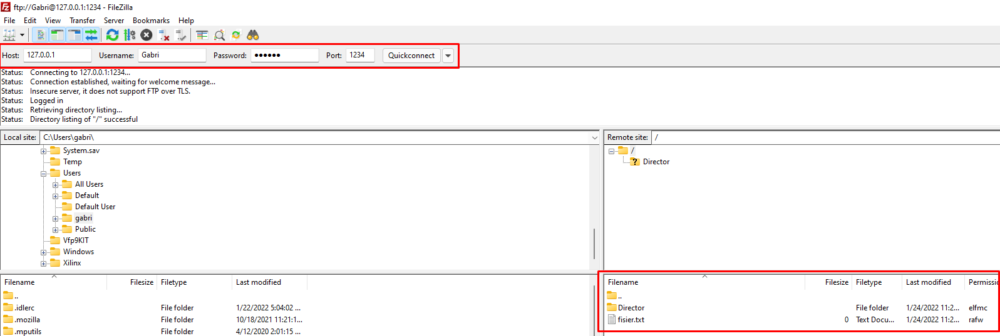 ftp://Gabri@127.0.0.1:1234 - FileZilla
File Edit View Transfer Server Bookmarks Help
Host: 127.0.0.1 Username: Gabri Password: ●●●●●● Port: 1234 Quickconnect
Status: Connecting to 127.0.0.1:1234...
Status: Connection established, waiting for welcome message...
Status: Insecure server, it does not support FTP over TLS.
Status: Logged in
Status: Retrieving directory listing...
Status: Directory listing of "/" successful
Local site: C:\Users\gabri\
System.sav
Temp
Users
All Users
Default
Default User
gabri
Public
Vfp9KIT
Windows
Xilinx
Remote site: /
/
Director
Filename Filesize Filetype Last modified
..
.idlerc File folder 1/22/2022 5:04:02 ...
.mozilla File folder 10/18/2021 11:21:1...
.mputils File folder 4/12/2020 2:01:15 ...
Filename Filesize Filetype Last modified Permissic
..
Director File folder 1/24/2022 11:2... elfmc
fisier.txt 0 Text Docu... 1/24/2022 11:2... rafw